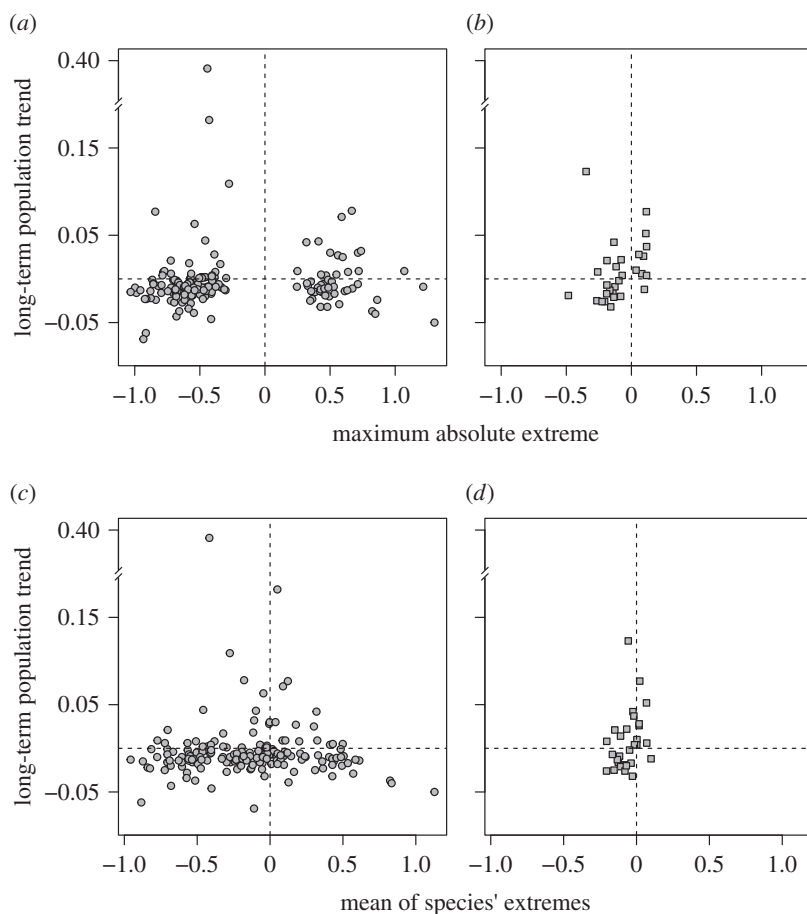 (a) (b)
0.40
0.15
0.05
−0.05
long-term population trend
−1.0 −0.5 0 0.5 1.0 −1.0 −0.5 0 0.5 1.0
maximum absolute extreme
(c) (d)
0.40
0.15
0.05
−0.05
long-term population trend
−1.0 −0.5 0 0.5 1.0 −1.0 −0.5 0 0.5 1.0
mean of species' extremes